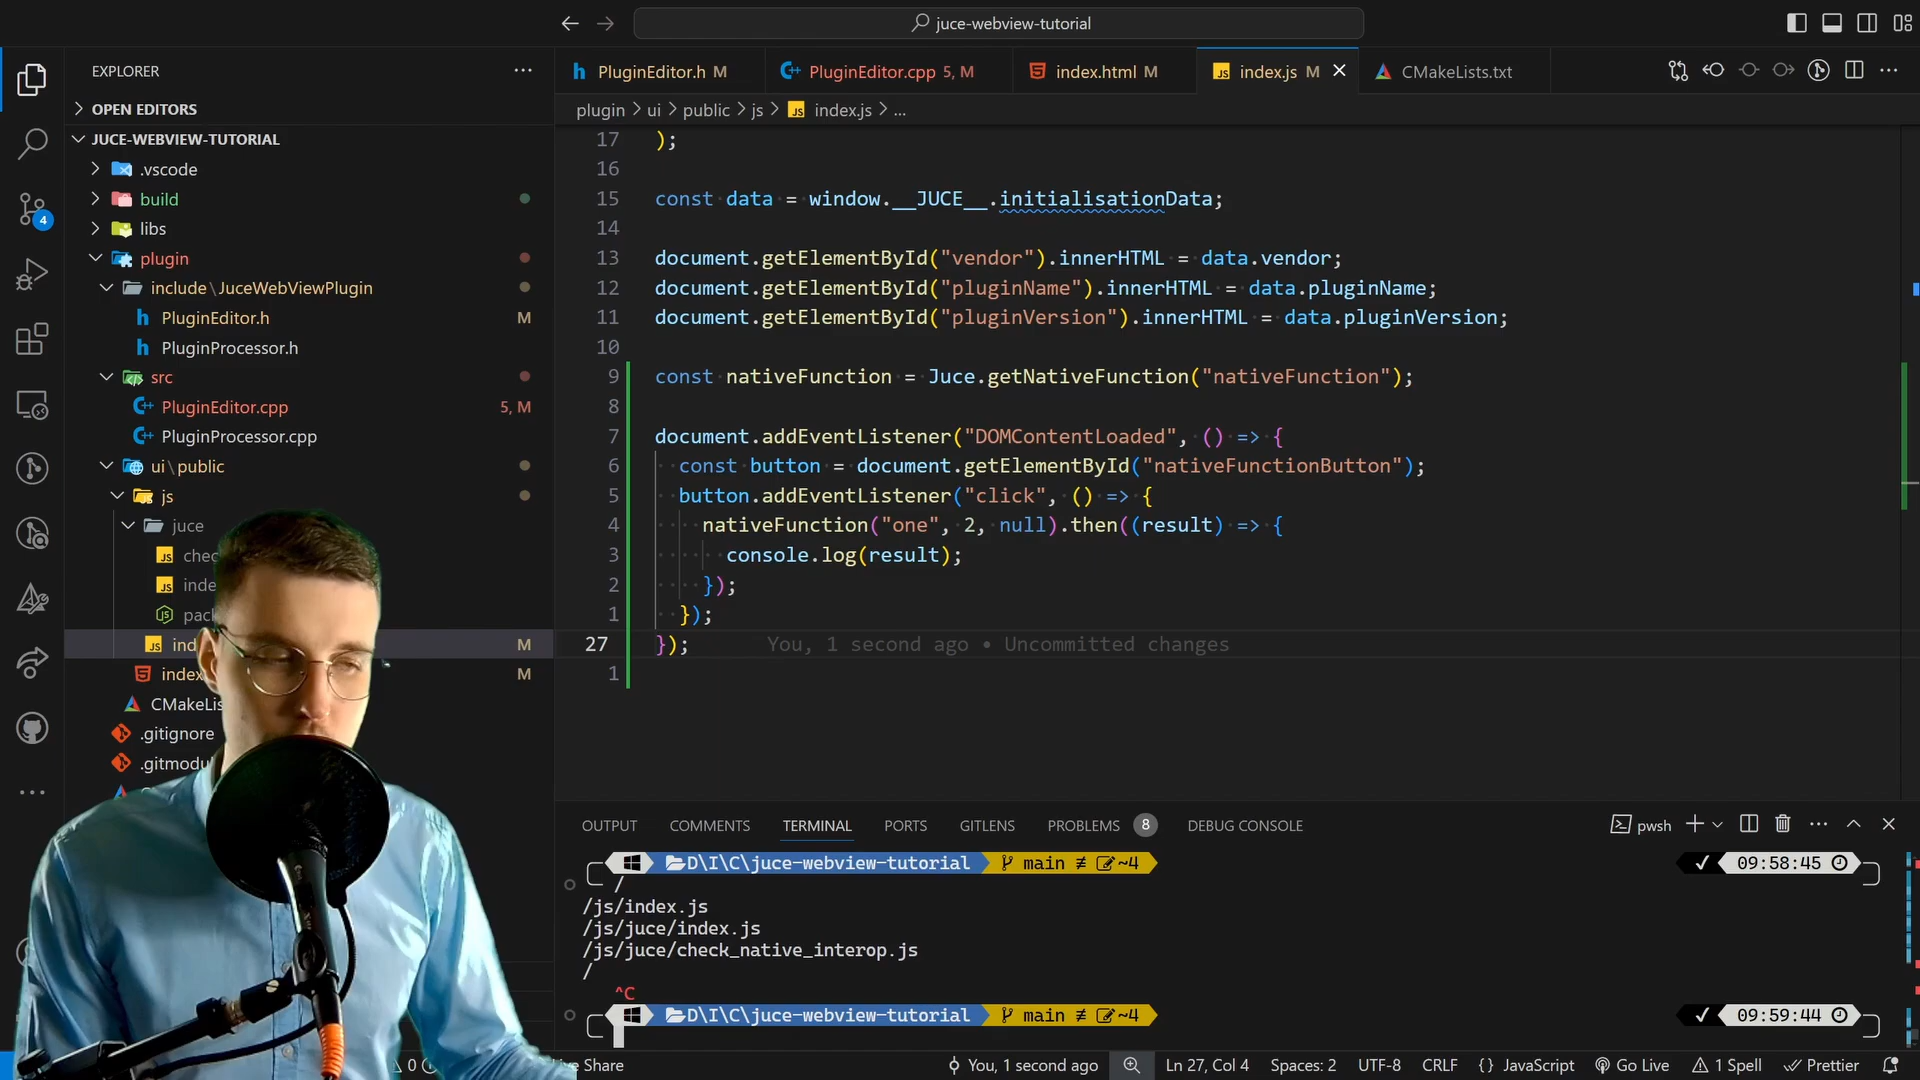 juce-webview-tutorial
EXPLORER
OPEN EDITORS
JUCE-WEBVIEW-TUTORIAL
.vscode
build
libs
plugin
include\JuceWebViewPlugin
PluginEditor.h M
PluginProcessor.h
src
PluginEditor.cpp 5, M
PluginProcessor.cpp
ui\public
js
juce
M
M
.gitignore
4
PluginEditor.h M
PluginEditor.cpp 5, M
index.html M
index.js M
CMakeLists.txt
plugin > ui > public > js > index.js > ...
17 );
16
15 const data = window.__JUCE__.initialisationData;
14
13 document.getElementById("vendor").innerHTML = data.vendor;
12 document.getElementById("pluginName").innerHTML = data.pluginName;
11 document.getElementById("pluginVersion").innerHTML = data.pluginVersion;
10
9 const nativeFunction = Juce.getNativeFunction("nativeFunction");
8
7 document.addEventListener("DOMContentLoaded", () => {
6 const button = document.getElementById("nativeFunctionButton");
5 button.addEventListener("click", () => {
4 nativeFunction("one", 2, null).then((result) => {
3 console.log(result);
2 });
1 });
27 }); You, 1 second ago • Uncommitted changes
1
OUTPUT COMMENTS TERMINAL PORTS GITLENS PROBLEMS 8 DEBUG CONSOLE
pwsh
D\I\C\juce-webview-tutorial main ≢ ~4 09:58:45
/
/js/index.js
/js/juce/index.js
/js/juce/check_native_interop.js
/
^C
D\I\C\juce-webview-tutorial main ≢ ~4 09:59:44
0 Share You, 1 second ago Ln 27, Col 4 Spaces: 2 UTF-8 CRLF {} JavaScript Go Live 1 Spell Prettier